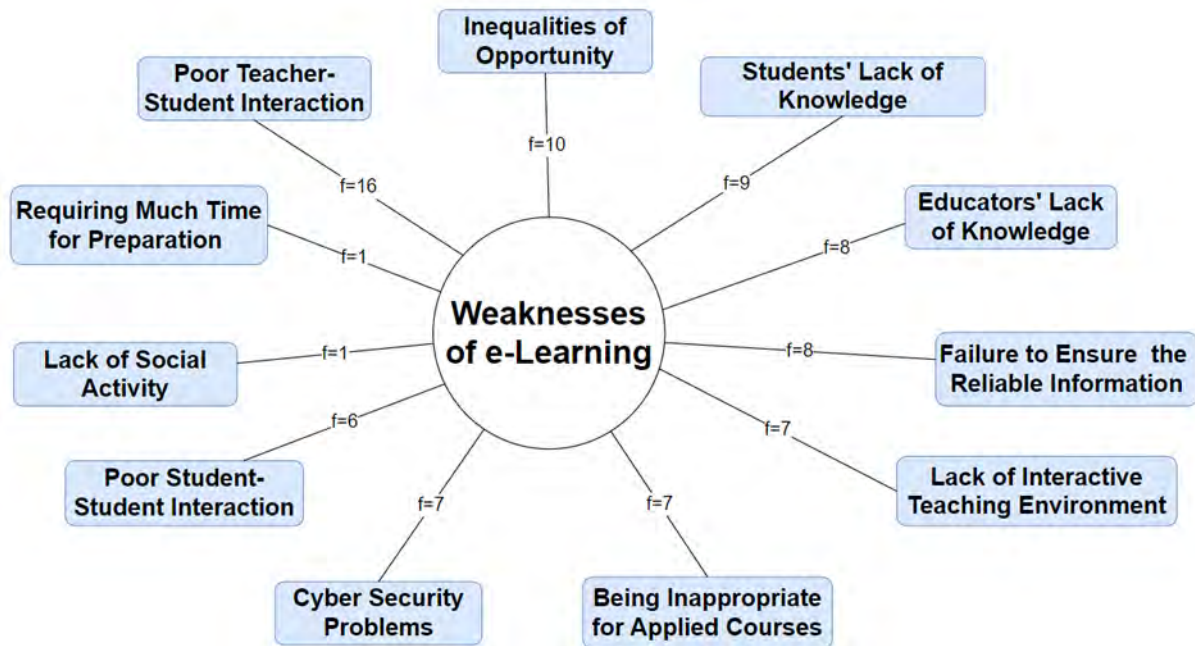 Inequalities of
Opportunity
f=10
Students' Lack of
Knowledge
f=9
Educators' Lack
of Knowledge
f=8
Failure to Ensure the
Reliable Information
f=8
Lack of Interactive
Teaching Environment
f=7
Being Inappropriate
for Applied Courses
f=7
Cyber Security
Problems
f=7
Poor Student-
Student Interaction
f=6
Lack of Social
Activity
f=1
Requiring Much Time
for Preparation
f=1
Poor Teacher-
Student Interaction
f=16
Weaknesses
of e-Learning